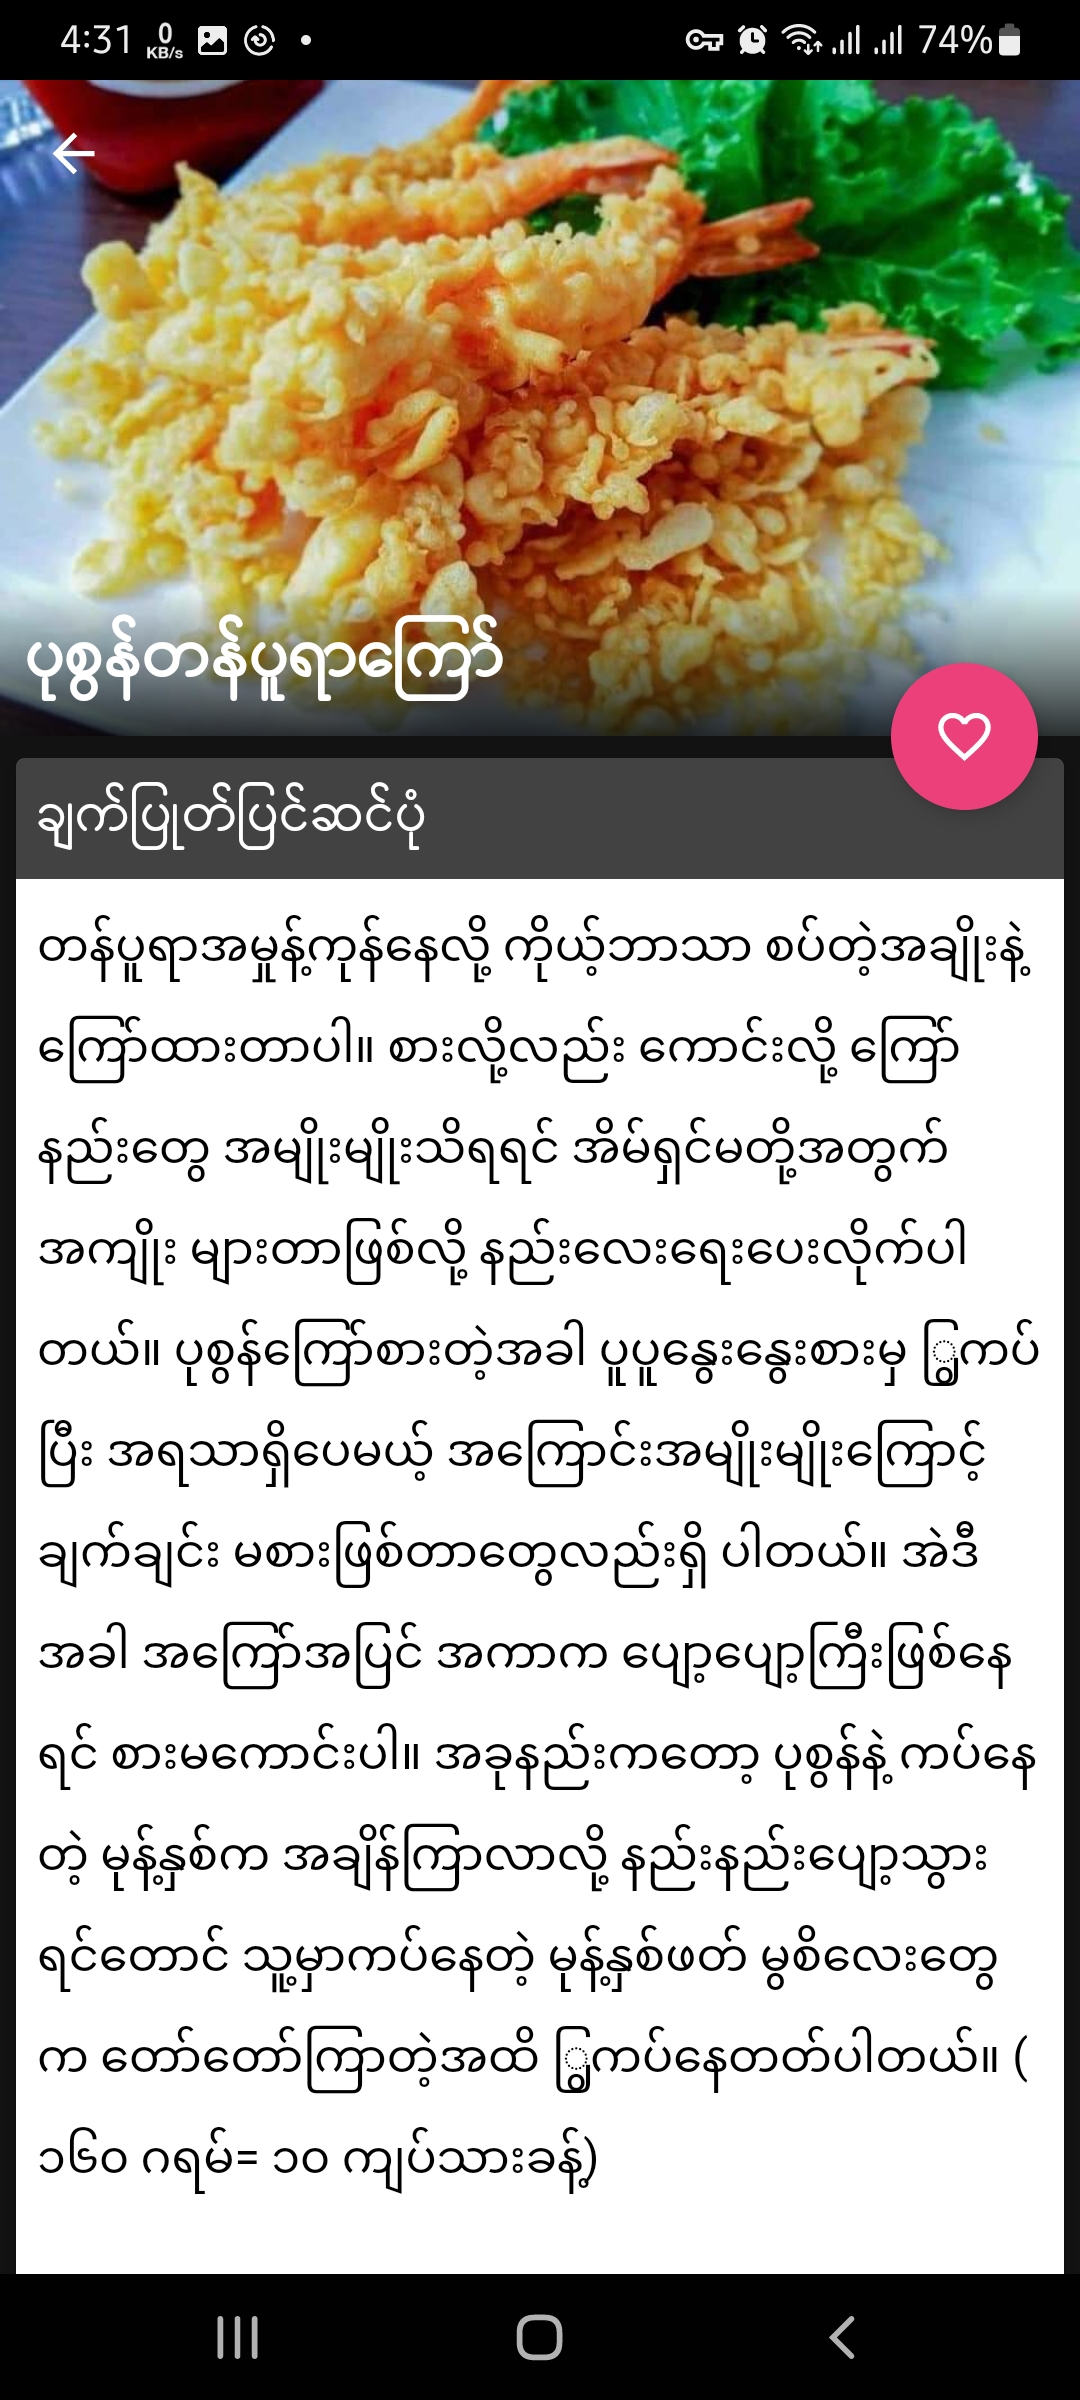 4:31
0
KB/s
74%
ပုစွန်တန်ပူရာကြော်
ချက်ပြုတ်ပြင်ဆင်ပုံ
တန်ပူရာအမှုန့်ကုန်နေလို့ ကိုယ့်ဘာသာ စပ်တဲ့အချိုးနဲ့
ကြော်ထားတာပါ။ စားလို့လည်း ကောင်းလို့ ကြော်
နည်းတွေ အမျိုးမျိုးသိရရင် အိမ်ရှင်မတို့အတွက်
အကျိုး များတာဖြစ်လို့ နည်းလေးရေးပေးလိုက်ပါ
တယ်။ ပုစွန်ကြော်စားတဲ့အခါ ပူပူနွေးနွေးစားမှ ြွကပ်
ပြီး အရသာရှိပေမယ့် အကြောင်းအမျိုးမျိုးကြောင့်
ချက်ချင်း မစားဖြစ်တာတွေလည်းရှိ ပါတယ်။ အဲဒီ
အခါ အကြော်အပြင် အကာက ပျော့ပျော့ကြီးဖြစ်နေ
ရင် စားမကောင်းပါ။ အခုနည်းကတော့ ပုစွန်နဲ့ ကပ်နေ
တဲ့ မုန့်နှစ်က အချိန်ကြာလာလို့ နည်းနည်းပျော့သွား
ရင်တောင် သူ့မှာကပ်နေတဲ့ မုန့်နှစ်ဖတ် မွစိလေးတွေ
က တော်တော်ကြာတဲ့အထိ ြွကပ်နေတတ်ပါတယ်။ (
၁၆၀ ဂရမ်= ၁၀ ကျပ်သားခန့်)